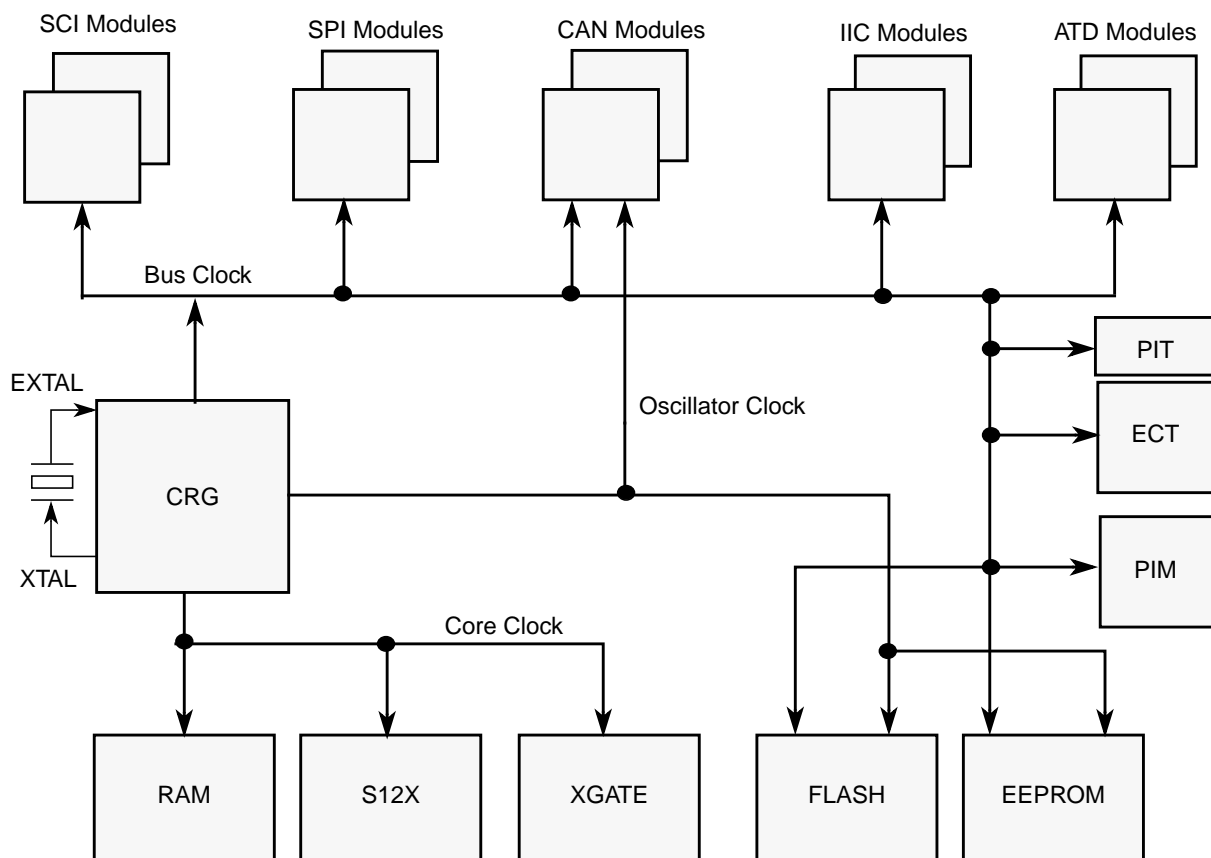 SCI Modules
SPI Modules
CAN Modules
IIC Modules
ATD Modules
Bus Clock
PIT
EXTAL
Oscillator Clock
ECT
CRG
XTAL
PIM
Core Clock
RAM
S12X
XGATE
FLASH
EEPROM